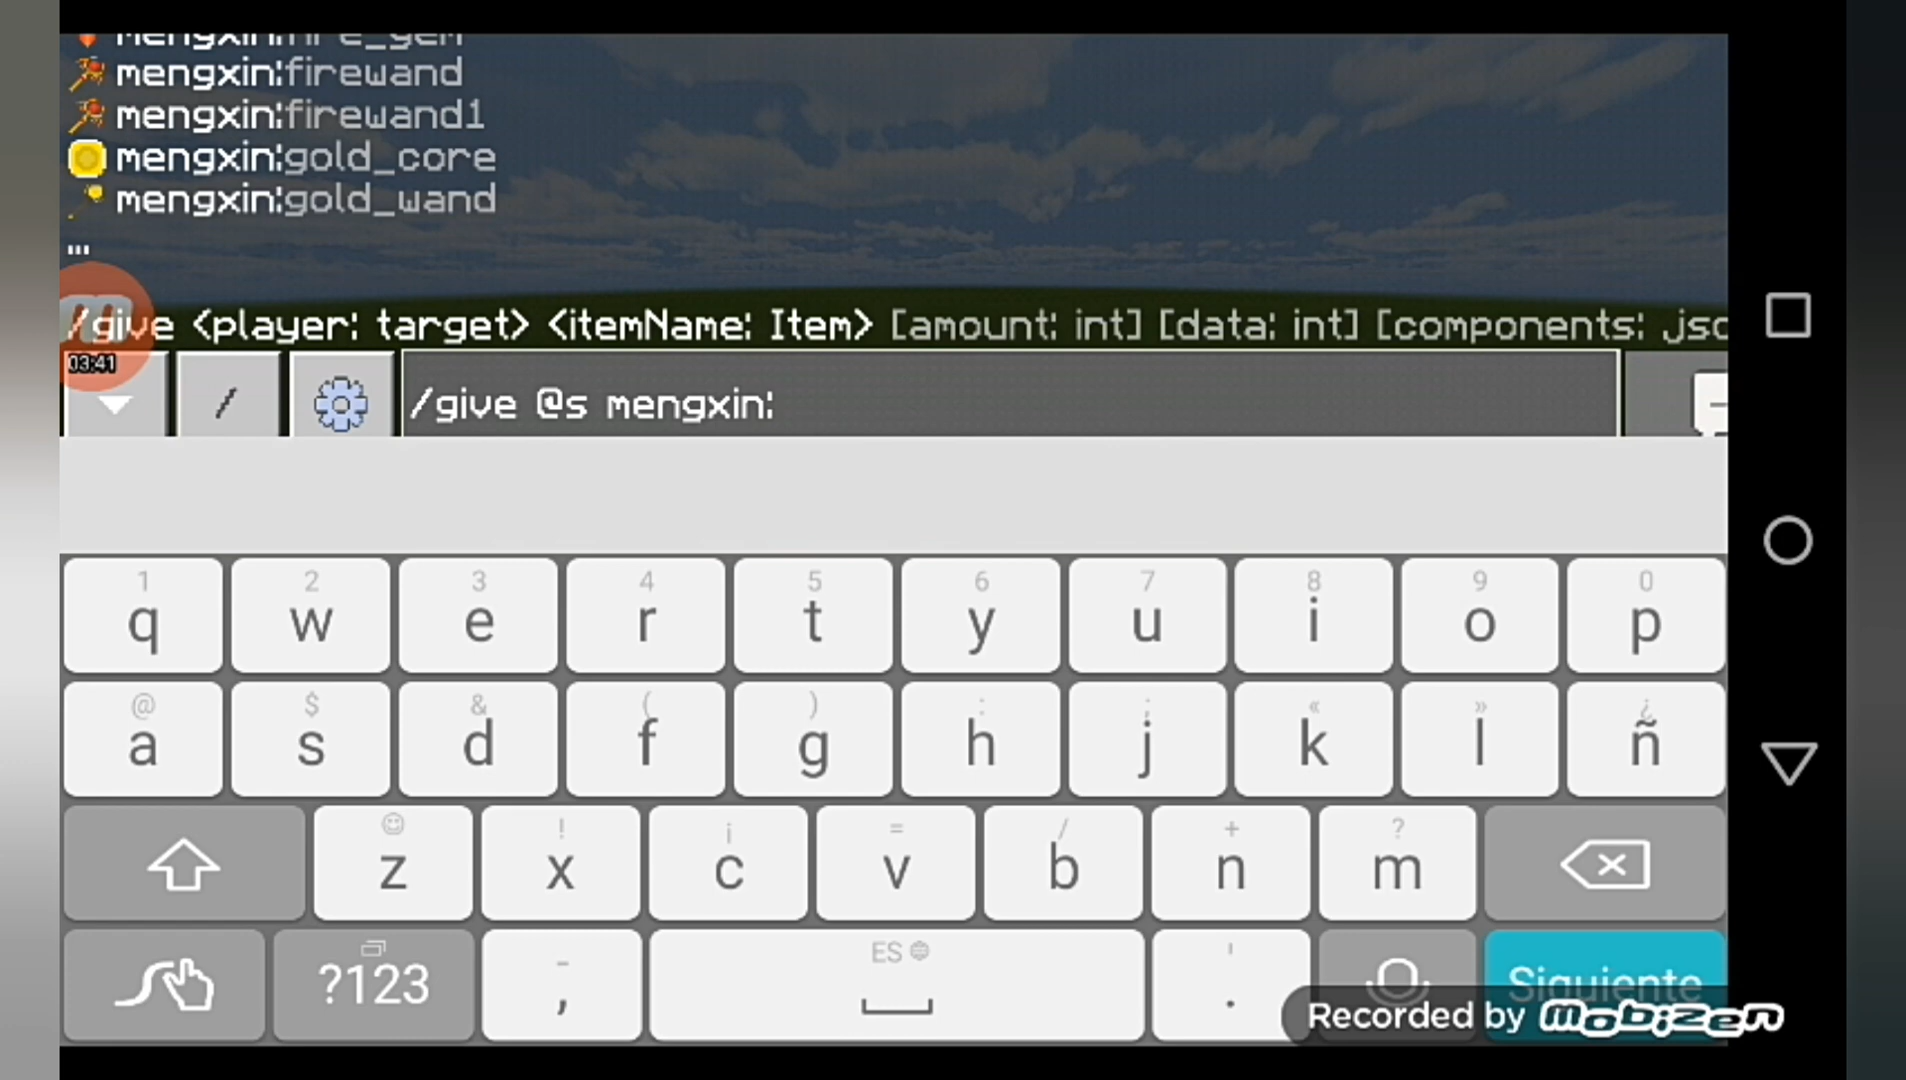 mengxin:fire_gem
mengxin:firewand
mengxin:firewand1
mengxin:gold_core
mengxin:gold_wand
...
/give <player: target> <itemName: Item> [amount: int] [data: int] [components: jsc
03:41
/
/give @s mengxin:
1 2 3 4 5 6 7 8 9 0
q w e r t y u i o p
@ $ & ( ) : ; « » ¿
a s d f g h j k l ñ
! ¡ = / + ?
z x c v b n m
ES
?123 - , ' . Siguiente
Recorded by mobizen